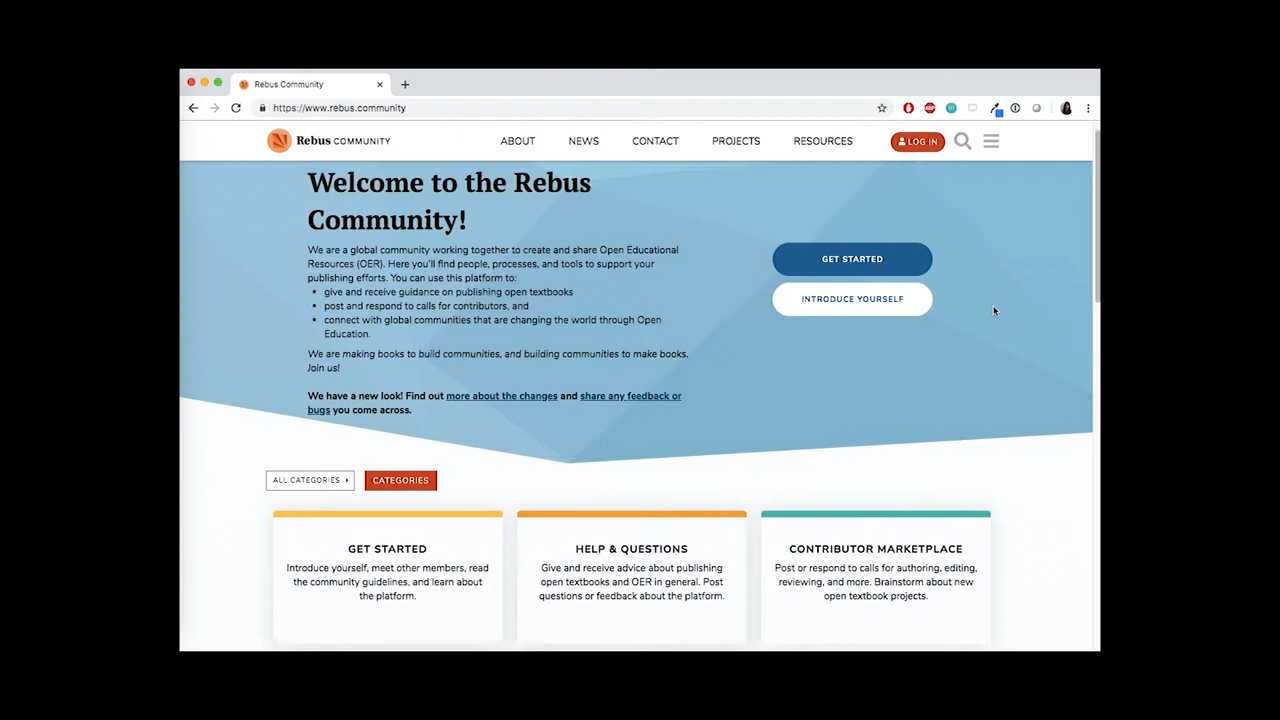 Rebus Community
https://www.rebus.community
Rebus COMMUNITY
ABOUT
NEWS
CONTACT
PROJECTS
RESOURCES
LOG IN
Welcome to the Rebus
Community!
We are a global community working together to create and share Open Educational
Resources (OER). Here you'll find people, processes, and tools to support your
publishing efforts. You can use this platform to:
give and receive guidance on publishing open textbooks
post and respond to calls for contributors, and
connect with global communities that are changing the world through Open
Education.
We are making books to build communities, and building communities to make books.
Join us!
We have a new look! Find out more about the changes and share any feedback or
bugs you come across.
GET STARTED
INTRODUCE YOURSELF
ALL CATEGORIES
CATEGORIES
GET STARTED
Introduce yourself, meet other members, read
the community guidelines, and learn about
the platform.
HELP & QUESTIONS
Give and receive advice about publishing
open textbooks and OER in general. Post
questions or feedback about the platform.
CONTRIBUTOR MARKETPLACE
Post or respond to calls for authoring, editing,
reviewing, and more. Brainstorm about new
open textbook projects.